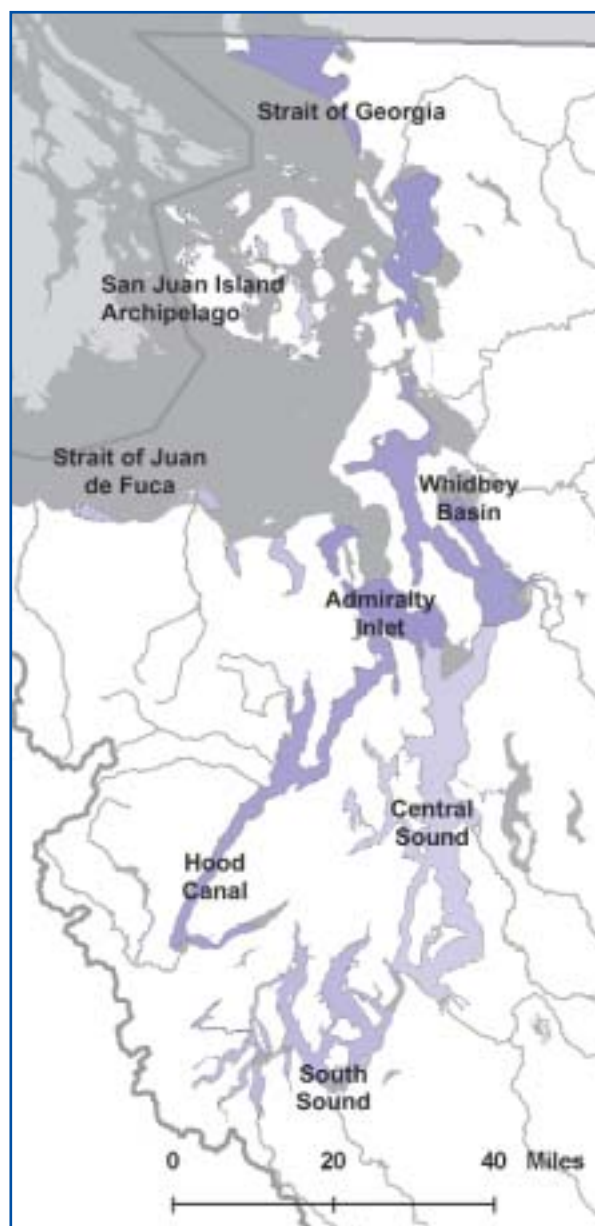 Strait of Georgia
San Juan Island
Archipelago
Strait of Juan
de Fuca
Whidbey
Basin
Admiralty
Inlet
Central
Sound
Hood
Canal
South
Sound
0 20 40 Miles